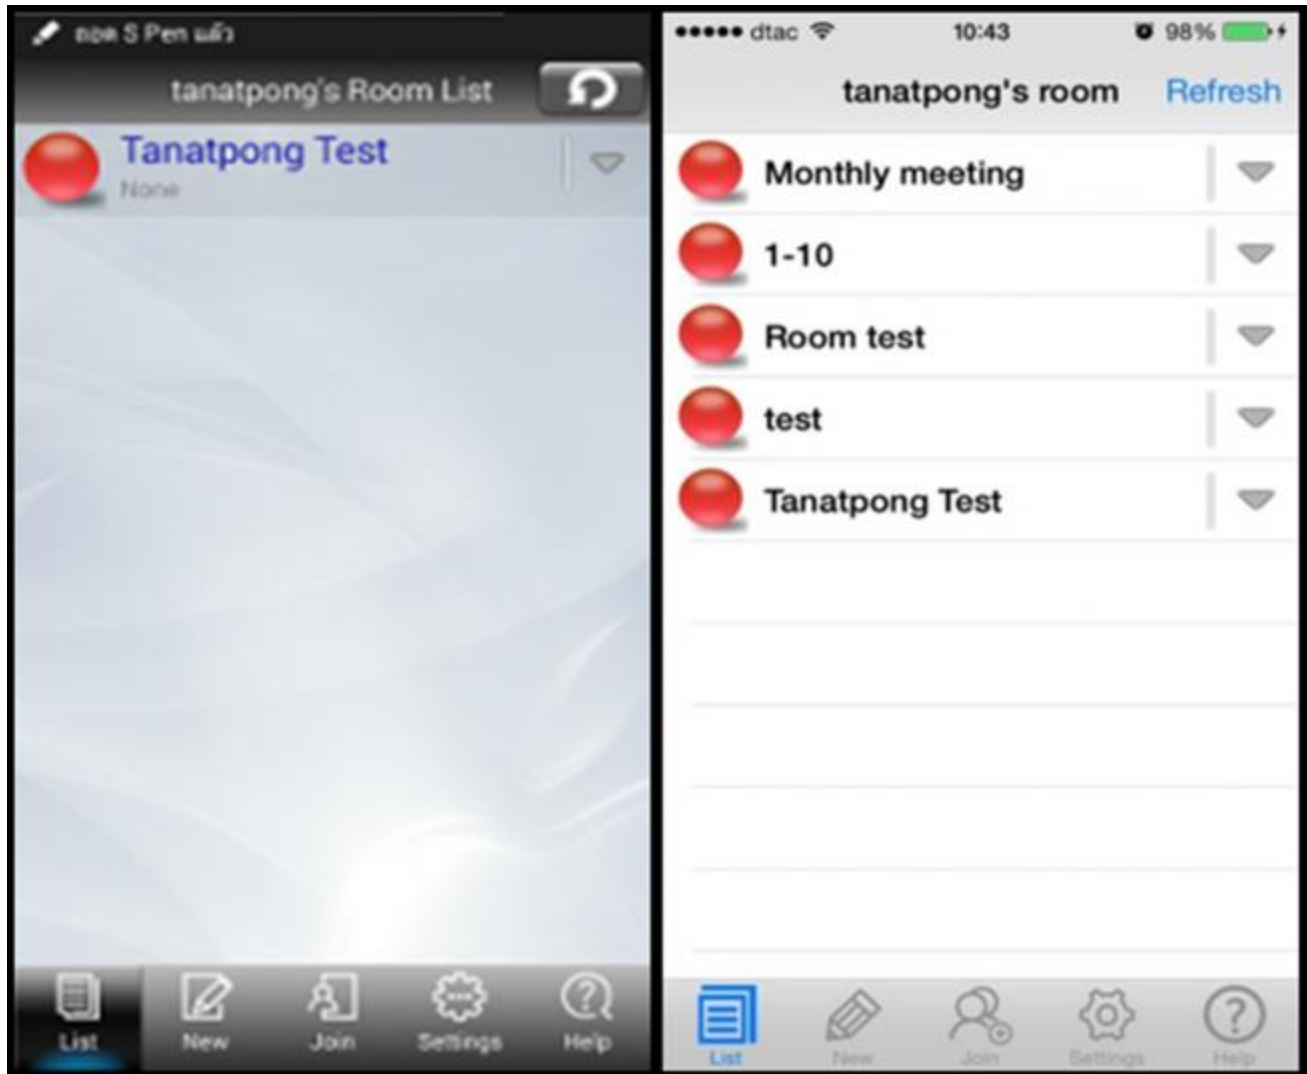 ถอด S Pen แล้ว
tanatpong's Room List
Tanatpong Test
None
List
New
Join
Settings
Help
dtac
10:43
98%
tanatpong's room
Refresh
Monthly meeting
1-10
Room test
test
Tanatpong Test
List
New
Join
Settings
Help